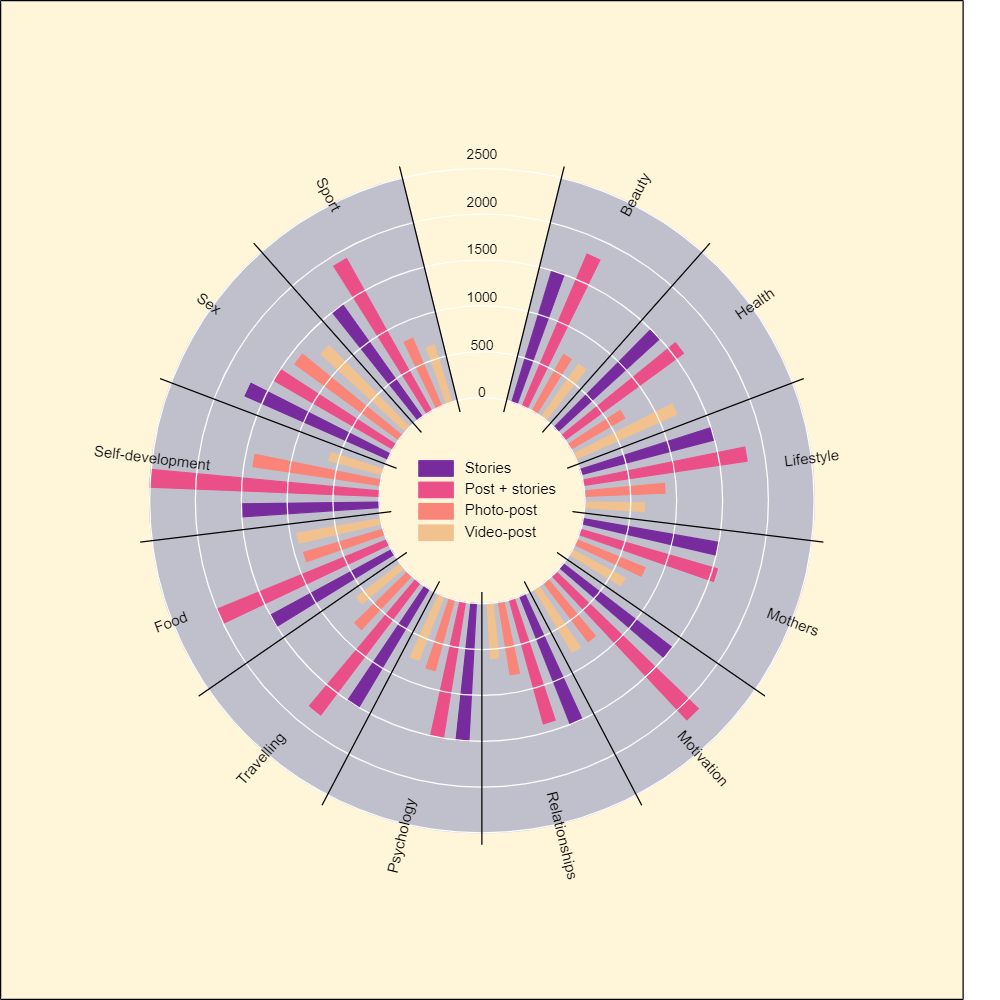 2500
2000
1500
1000
500
0
Beauty
Health
Lifestyle
Mothers
Motivation
Relationships
Psychology
Travelling
Food
Self-development
Sex
Sport
Stories
Post + stories
Photo-post
Video-post